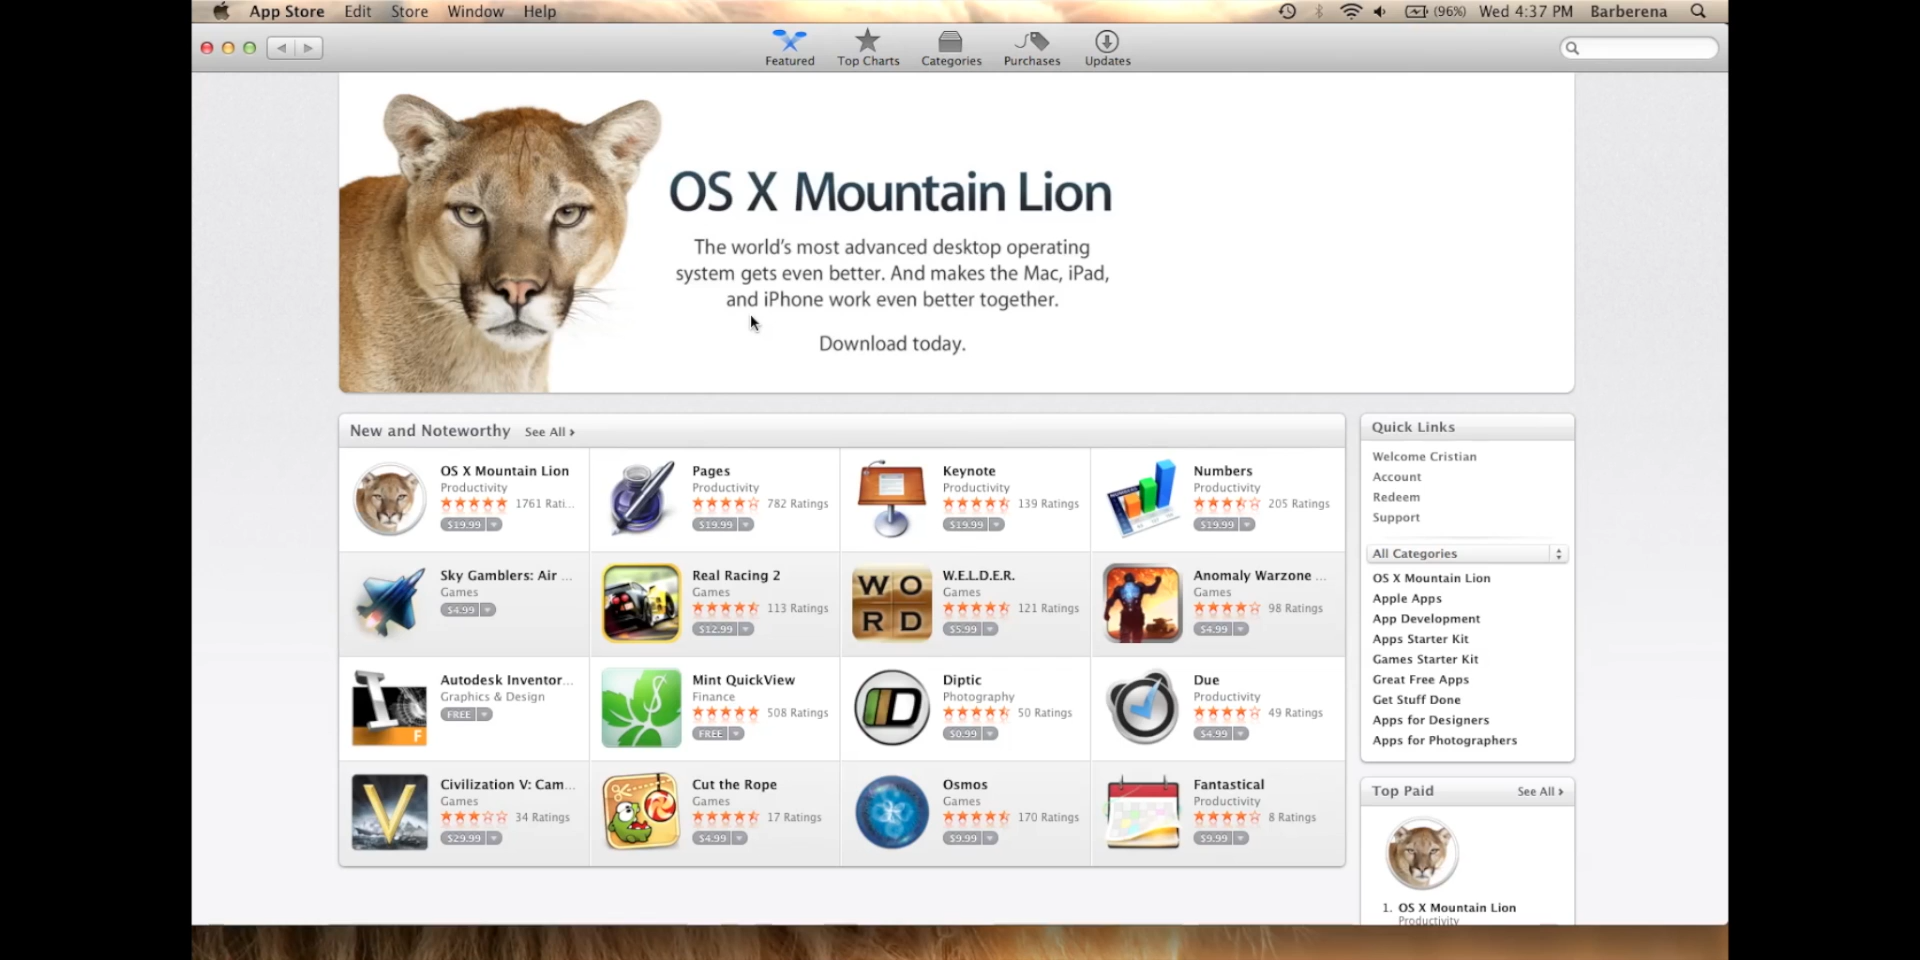 App Store Edit Store Window Help (96%) Wed 4:37 PM Barberena
Featured Top Charts Categories Purchases Updates
OS X Mountain Lion
The world's most advanced desktop operating
system gets even better. And makes the Mac, iPad,
and iPhone work even better together.
Download today.
New and Noteworthy See All ›
OS X Mountain Lion
Productivity
1761 Rati...
$19.99
Pages
Productivity
782 Ratings
$19.99
Keynote
Productivity
139 Ratings
$19.99
Numbers
Productivity
205 Ratings
$19.99
Sky Gamblers: Air ...
Games
$4.99
Real Racing 2
Games
113 Ratings
$12.99
WORD
W.E.L.D.E.R.
Games
121 Ratings
$5.99
Anomaly Warzone ...
Games
98 Ratings
$4.99
I
F
Autodesk Inventor...
Graphics & Design
FREE
Mint QuickView
Finance
508 Ratings
FREE
D
Diptic
Photography
50 Ratings
$0.99
Due
Productivity
49 Ratings
$4.99
V
Civilization V: Cam...
Games
34 Ratings
$29.99
Cut the Rope
Games
17 Ratings
$4.99
Osmos
Games
170 Ratings
$9.99
Fantastical
Productivity
8 Ratings
$9.99
Quick Links
Welcome Cristian
Account
Redeem
Support
All Categories
OS X Mountain Lion
Apple Apps
App Development
Apps Starter Kit
Games Starter Kit
Great Free Apps
Get Stuff Done
Apps for Designers
Apps for Photographers
Top Paid See All ›
1. OS X Mountain Lion
Productivity